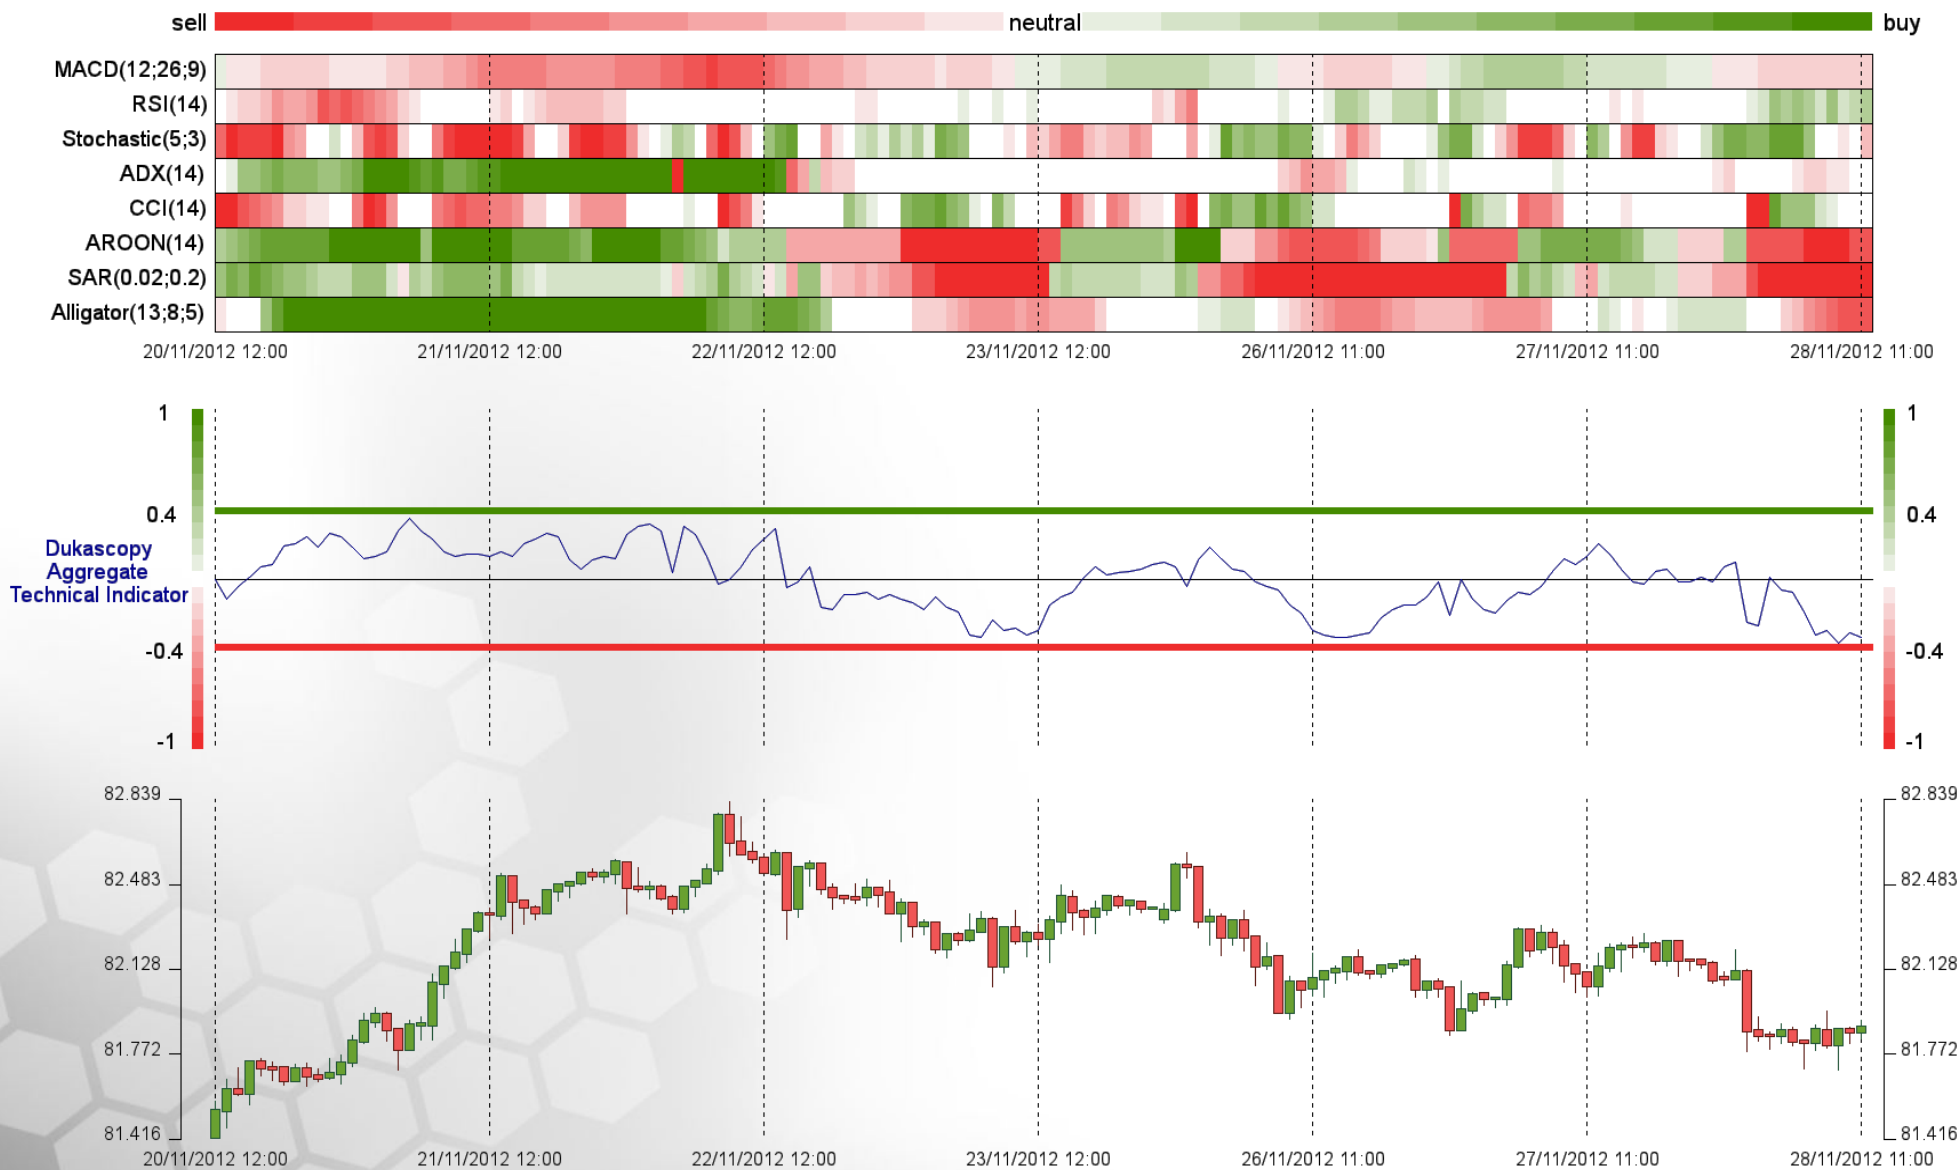 sell neutral buy
MACD(12;26;9)
RSI(14)
Stochastic(5;3)
ADX(14)
CCI(14)
AROON(14)
SAR(0.02;0.2)
Alligator(13;8;5)
20/11/2012 12:00 21/11/2012 12:00 22/11/2012 12:00 23/11/2012 12:00 26/11/2012 11:00 27/11/2012 11:00 28/11/2012 11:00
1 1
0.4 0.4
Dukascopy
Aggregate
Technical Indicator
-0.4 -0.4
-1 -1
82.839 82.839
82.483 82.483
82.128 82.128
81.772 81.772
81.416 81.416
20/11/2012 12:00 21/11/2012 12:00 22/11/2012 12:00 23/11/2012 12:00 26/11/2012 11:00 27/11/2012 11:00 28/11/2012 11:00